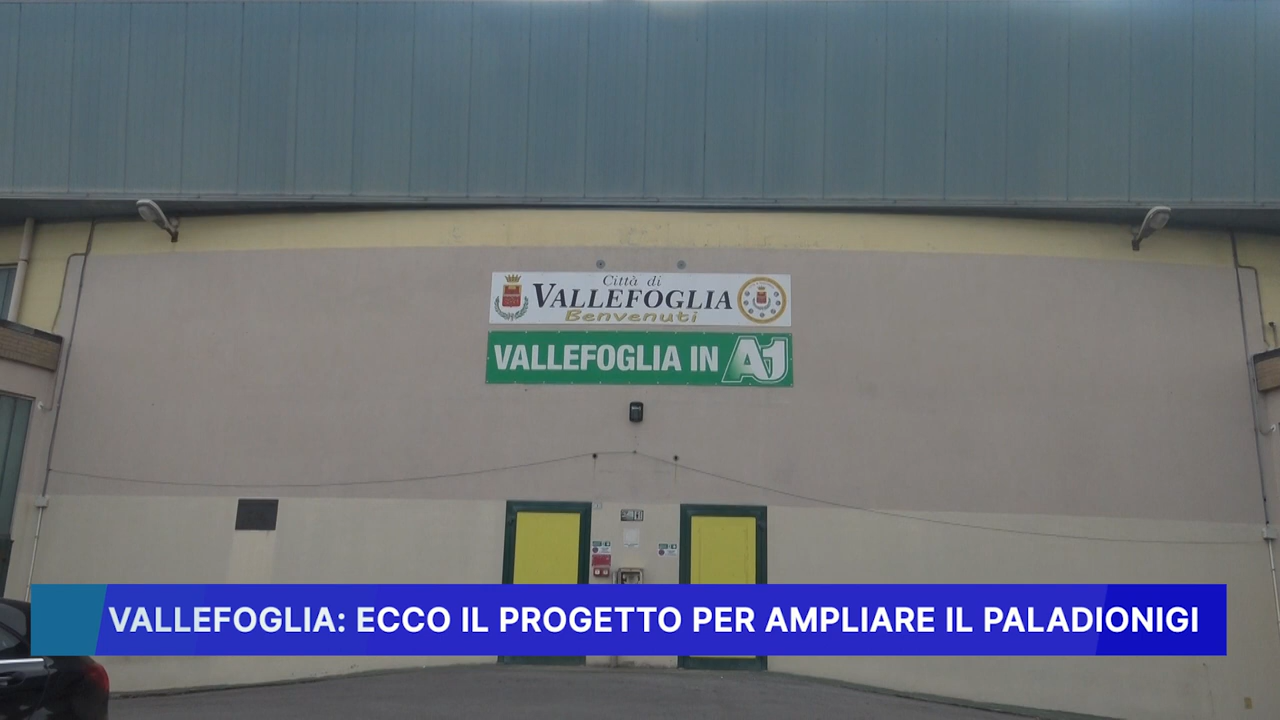 Città di
VALLEFOGLIA
Benvenuti
VALLEFOGLIA IN A1
VALLEFOGLIA: ECCO IL PROGETTO PER AMPLIARE IL PALADIONIGI